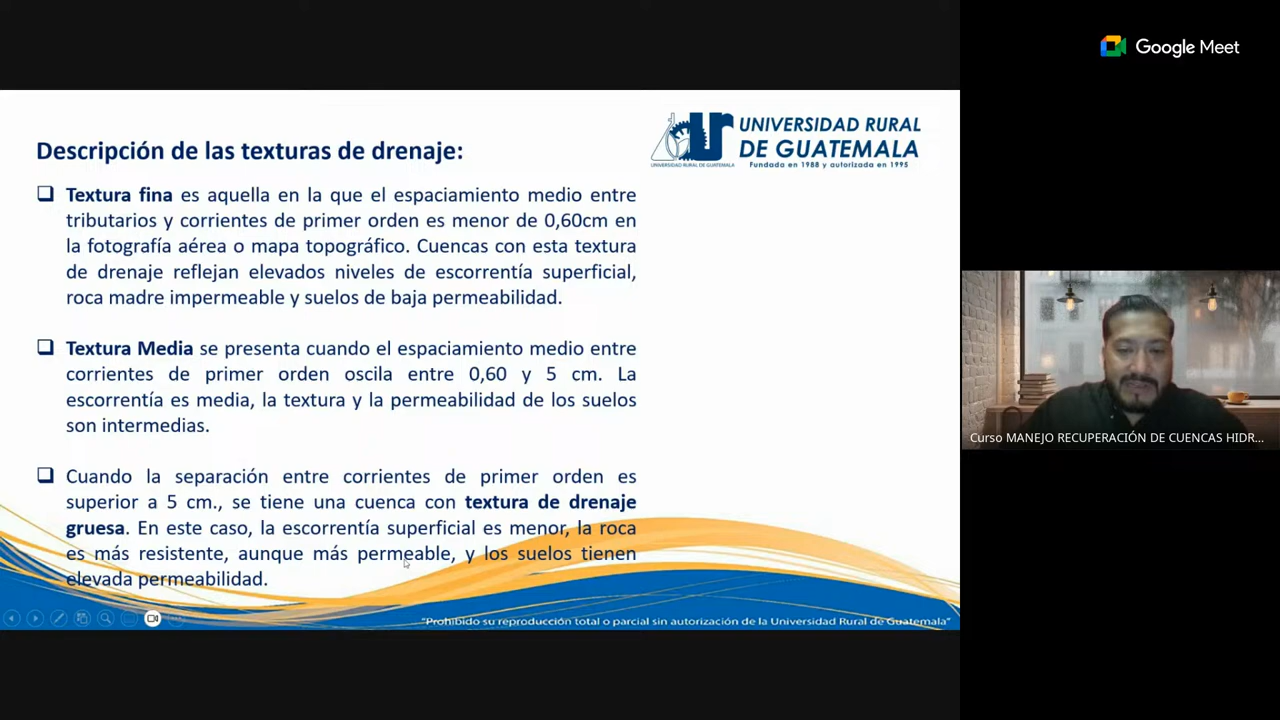 Google Meet
UNIVERSIDAD RURAL
DE GUATEMALA
Fundada en 1988 y autorizada en 1995
UNIVERSIDAD RURAL DE GUATEMALA
Descripción de las texturas de drenaje:
Textura fina es aquella en la que el espaciamiento medio entre
tributarios y corrientes de primer orden es menor de 0,60cm en
la fotografía aérea o mapa topográfico. Cuencas con esta textura
de drenaje reflejan elevados niveles de escorrentía superficial,
roca madre impermeable y suelos de baja permeabilidad.
Textura Media se presenta cuando el espaciamiento medio entre
corrientes de primer orden oscila entre 0,60 y 5 cm. La
escorrentía es media, la textura y la permeabilidad de los suelos
son intermedias.
Cuando la separación entre corrientes de primer orden es
superior a 5 cm., se tiene una cuenca con textura de drenaje
gruesa. En este caso, la escorrentía superficial es menor, la roca
es más resistente, aunque más permeable, y los suelos tienen
elevada permeabilidad.
"Prohibido su reproducción total o parcial sin autorización de la Universidad Rural de Guatemala"
Curso MANEJO RECUPERACIÓN DE CUENCAS HIDR...